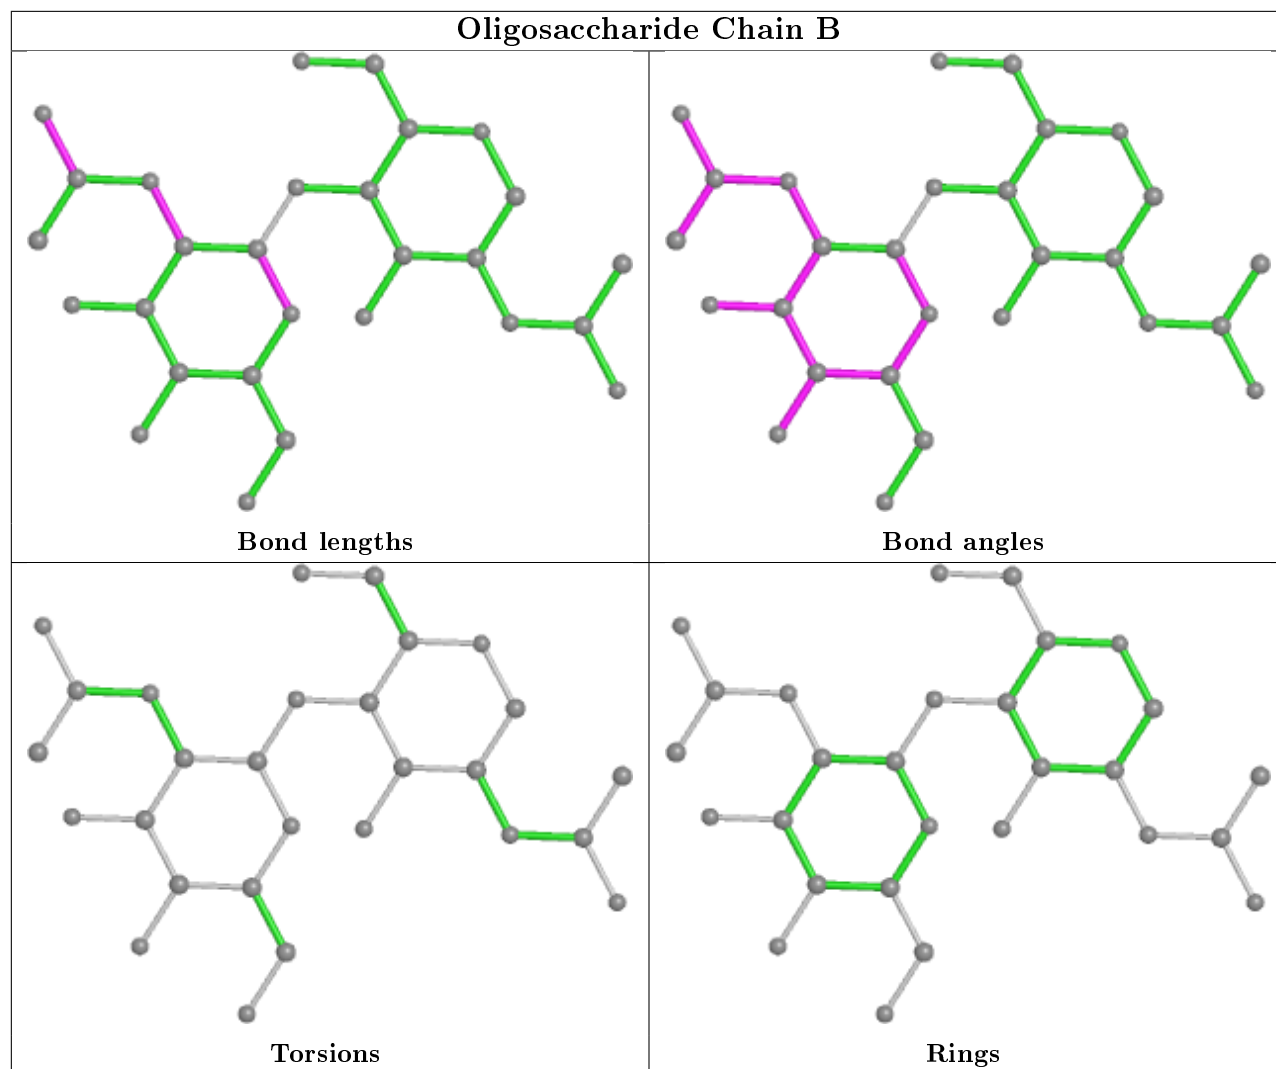 Oligosaccharide Chain B
Bond lengths
Bond angles
Torsions
Rings